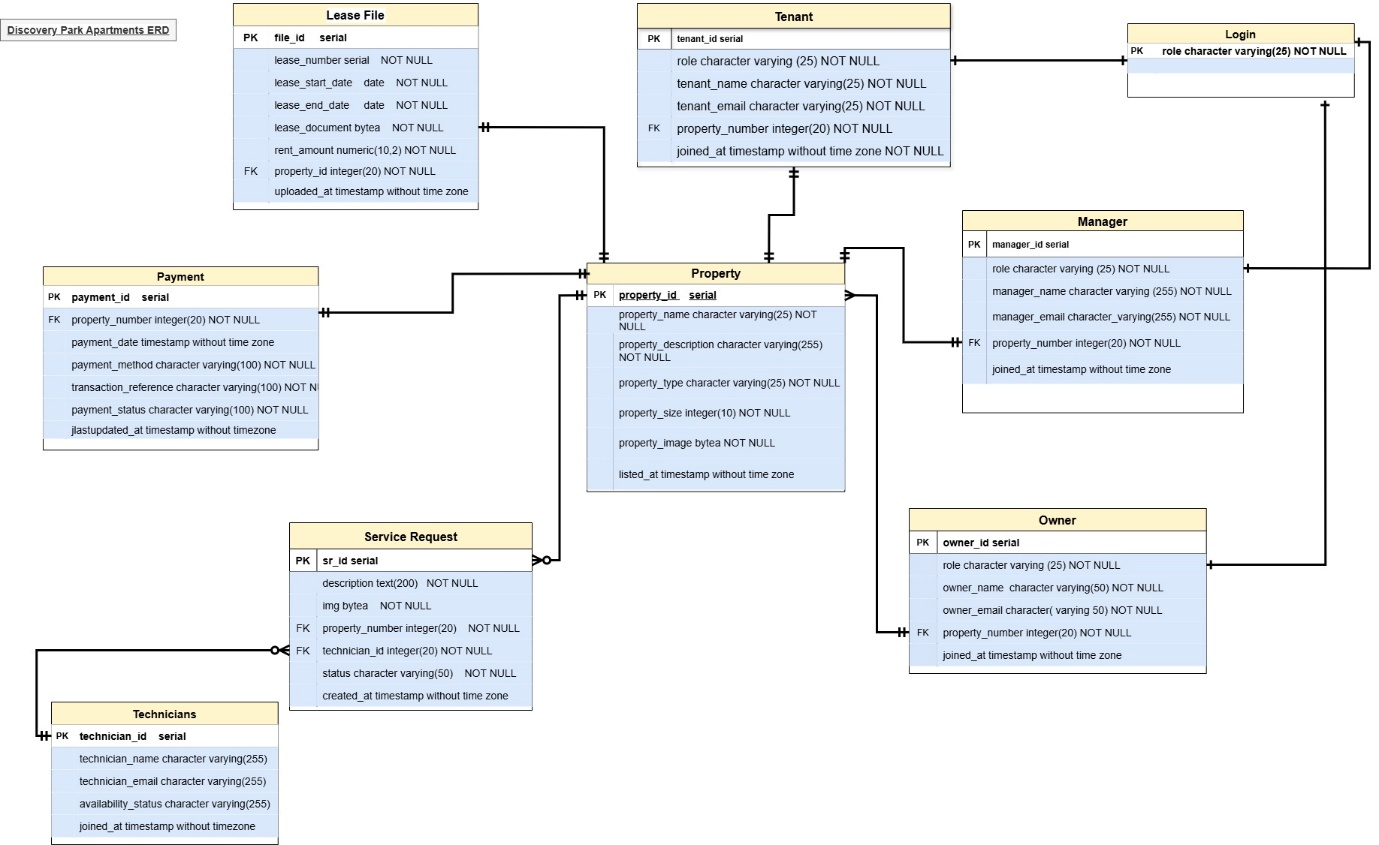 Discovery Park Apartments ERD
Lease File
PK file_id serial
lease_number serial NOT NULL
lease_start_date date NOT NULL
lease_end_date date NOT NULL
lease_document bytea NOT NULL
rent_amount numeric(10,2) NOT NULL
FK property_id integer(20) NOT NULL
uploaded_at timestamp without time zone
Tenant
PK tenant_id serial
role character varying (25) NOT NULL
tenant_name character varying(25) NOT NULL
tenant_email character varying(25) NOT NULL
FK property_number integer(20) NOT NULL
joined_at timestamp without time zone NOT NULL
Login
PK role character varying(25) NOT NULL
Manager
PK manager_id serial
role character varying (25) NOT NULL
manager_name character varying (255) NOT NULL
manager_email character_varying(255) NOT NULL
FK property_number integer(20) NOT NULL
joined_at timestamp without time zone
Payment
PK payment_id serial
FK property_number integer(20) NOT NULL
payment_date timestamp without time zone
payment_method character varying(100) NOT NULL
transaction_reference character varying(100) NOT NU
payment_status character varying(100) NOT NULL
jlastupdated_at timestamp without timezone
Property
PK property_id serial
property_name character varying(25) NOT
NULL
property_description character varying(255)
NOT NULL
property_type character varying(25) NOT NULL
property_size integer(10) NOT NULL
property_image bytea NOT NULL
listed_at timestamp without time zone
Owner
PK owner_id serial
role character varying (25) NOT NULL
owner_name character varying(50) NOT NULL
owner_email character( varying 50) NOT NULL
FK property_number integer(20) NOT NULL
joined_at timestamp without time zone
Service Request
PK sr_id serial
description text(200) NOT NULL
img bytea NOT NULL
FK property_number integer(20) NOT NULL
FK technician_id integer(20) NOT NULL
status character varying(50) NOT NULL
created_at timestamp without time zone
Technicians
PK technician_id serial
technician_name character varying(255)
technician_email character varying(255)
availability_status character varying(255)
joined_at timestamp without timezone